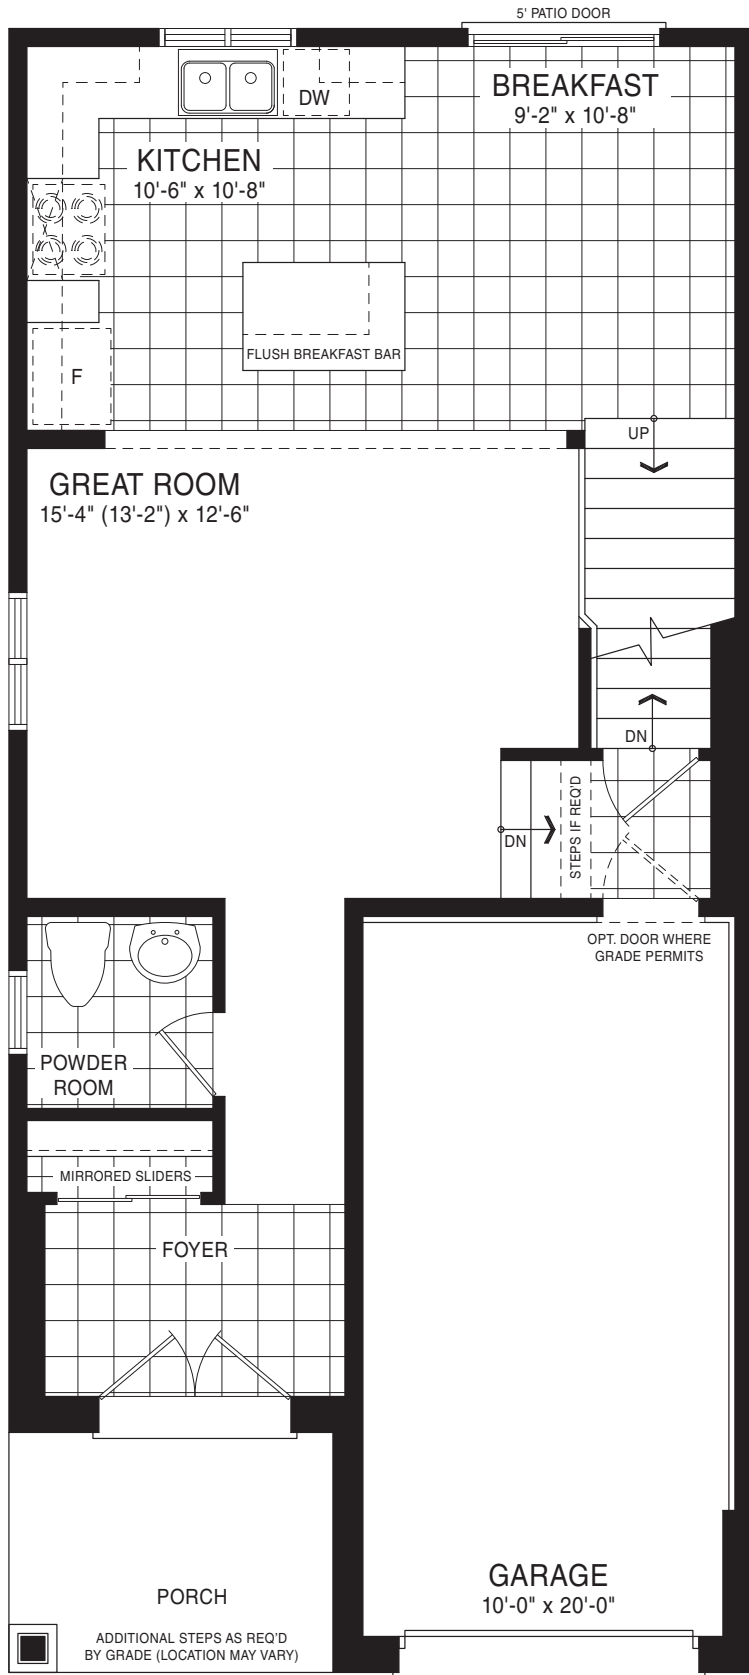 5' PATIO DOOR
BREAKFAST
9'-2" x 10'-8"
DW
KITCHEN
10'-6" x 10'-8"
FLUSH BREAKFAST BAR
F
UP
GREAT ROOM
15'-4" (13'-2") x 12'-6"
DN
STEPS IF REQ'D
DN
OPT. DOOR WHERE
GRADE PERMITS
POWDER
ROOM
MIRRORED SLIDERS
FOYER
GARAGE
10'-0" x 20'-0"
PORCH
ADDITIONAL STEPS AS REQ'D
BY GRADE (LOCATION MAY VARY)